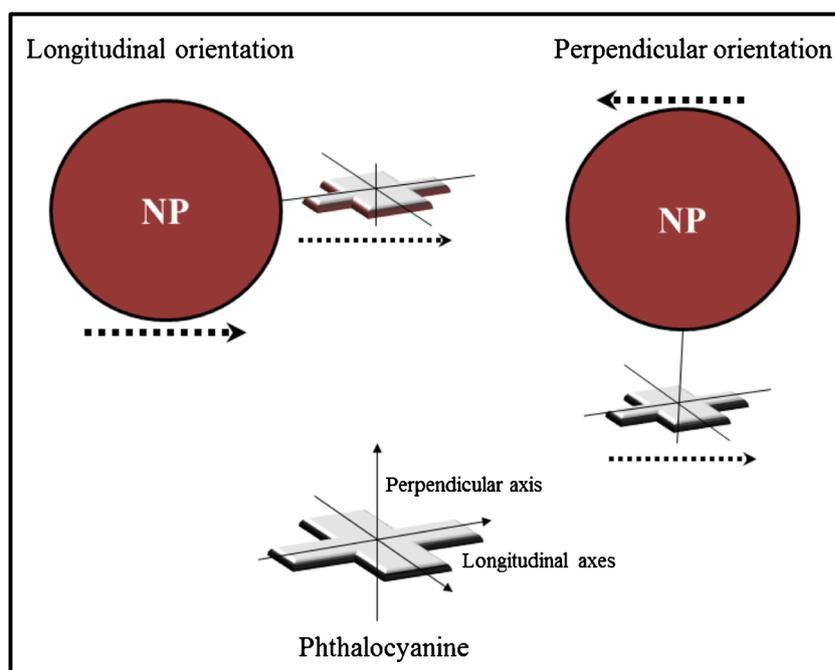 Longitudinal orientation
Perpendicular orientation
NP
NP
Perpendicular axis
Longitudinal axes
Phthalocyanine